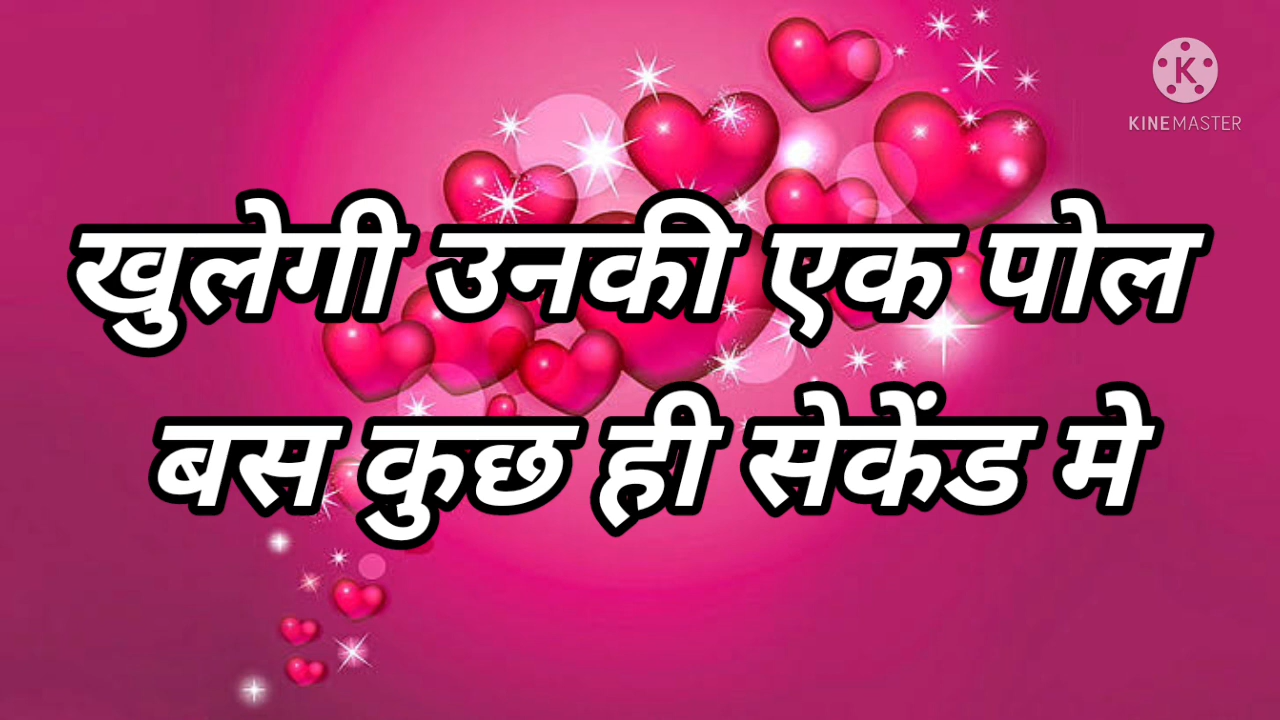 KINEMASTER
खुलेगी उनकी एक पोल
बस कुछ ही सेकेंड मे